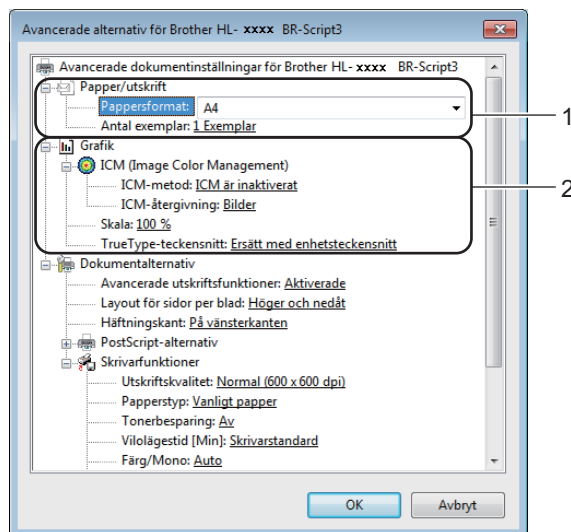 Avancerade alternativ för Brother HL- xxxx BR-Script3
Avancerade dokumentinställningar för Brother HL- xxxx BR-Script3
Papper/utskrift
Pappersformat: A4
Antal exemplar: 1 Exemplar
1
Grafik
ICM (Image Color Management)
ICM-metod: ICM är inaktiverat
ICM-återgivning: Bilder
2
Skala: 100 %
TrueType-teckensnitt: Ersätt med enhetsteckensnitt
Dokumentalternativ
Avancerade utskriftsfunktioner: Aktiverade
Layout för sidor per blad: Höger och nedåt
Häftningskant: På vänsterkanten
PostScript-alternativ
Skrivarfunktioner
Utskriftskvalitet: Normal (600 x 600 dpi)
Papperstyp: Vanligt papper
Tonerbesparing: Av
Vilolägestid [Min]: Skrivarstandard
Färg/Mono: Auto
OK
Avbryt